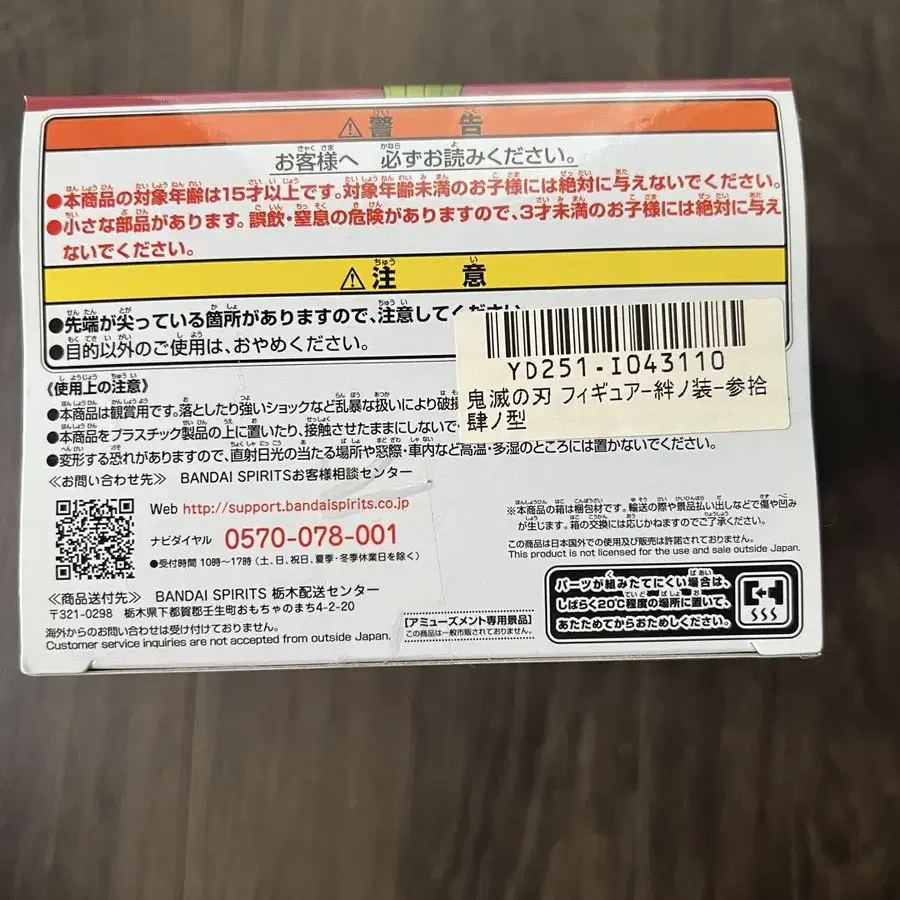 ⚠警告
お客様へ 必ずお読みください。
●本商品の対象年齢は15才以上です。対象年齢未満のお子様には絶対に与えないでください。
●小さな部品があります。誤飲・窒息の危険がありますので、3才未満のお子様には絶対に与え
ないでください。
⚠注意
●先端が尖っている箇所がありますので、注意してください
●目的以外のご使用は、おやめください。
YD251-I043110
鬼滅の刃 フィギュアー絆ノ装ー参拾
肆ノ型
《使用上の注意》
●本商品は観賞用です。落としたり強いショックなど乱暴な扱いにより破損
●本商品をプラスチック製品の上に置いたり、接触させたままにしないで
●変形する恐れがありますので、直射日光の当たる場所や窓際・車内など高温・多湿のところには置かないでください。
≪お問い合わせ先≫ BANDAI SPIRITSお客様相談センター
Web http://support.bandaispirits.co.jp
ナビダイヤル 0570-078-001
●受付時間 10時〜17時(土、日、祝日、夏季・冬季休業日を除く)
≪商品送付先≫ BANDAI SPIRITS 栃木配送センター
〒321-0298 栃木県下都賀郡壬生町おもちゃのまち4-2-20
海外からのお問い合わせは受け付けておりません。
Customer service inquiries are not accepted from outside Japan.
【アミューズメント専用景品】
この商品は一般市販されておりません。
※本商品の箱は梱包材です。輸送の際や景品払い出しなどで傷や凹み
が生じます。箱の交換には応じかねますのでご了承ください。
この商品は日本国外での使用及び販売は許諾されておりません。
This product is not licensed for the use and sale outside Japan.
パーツが組みたてにくい場合は、
しばらく20℃程度の場所に置いて、
あたためてからおためしください。